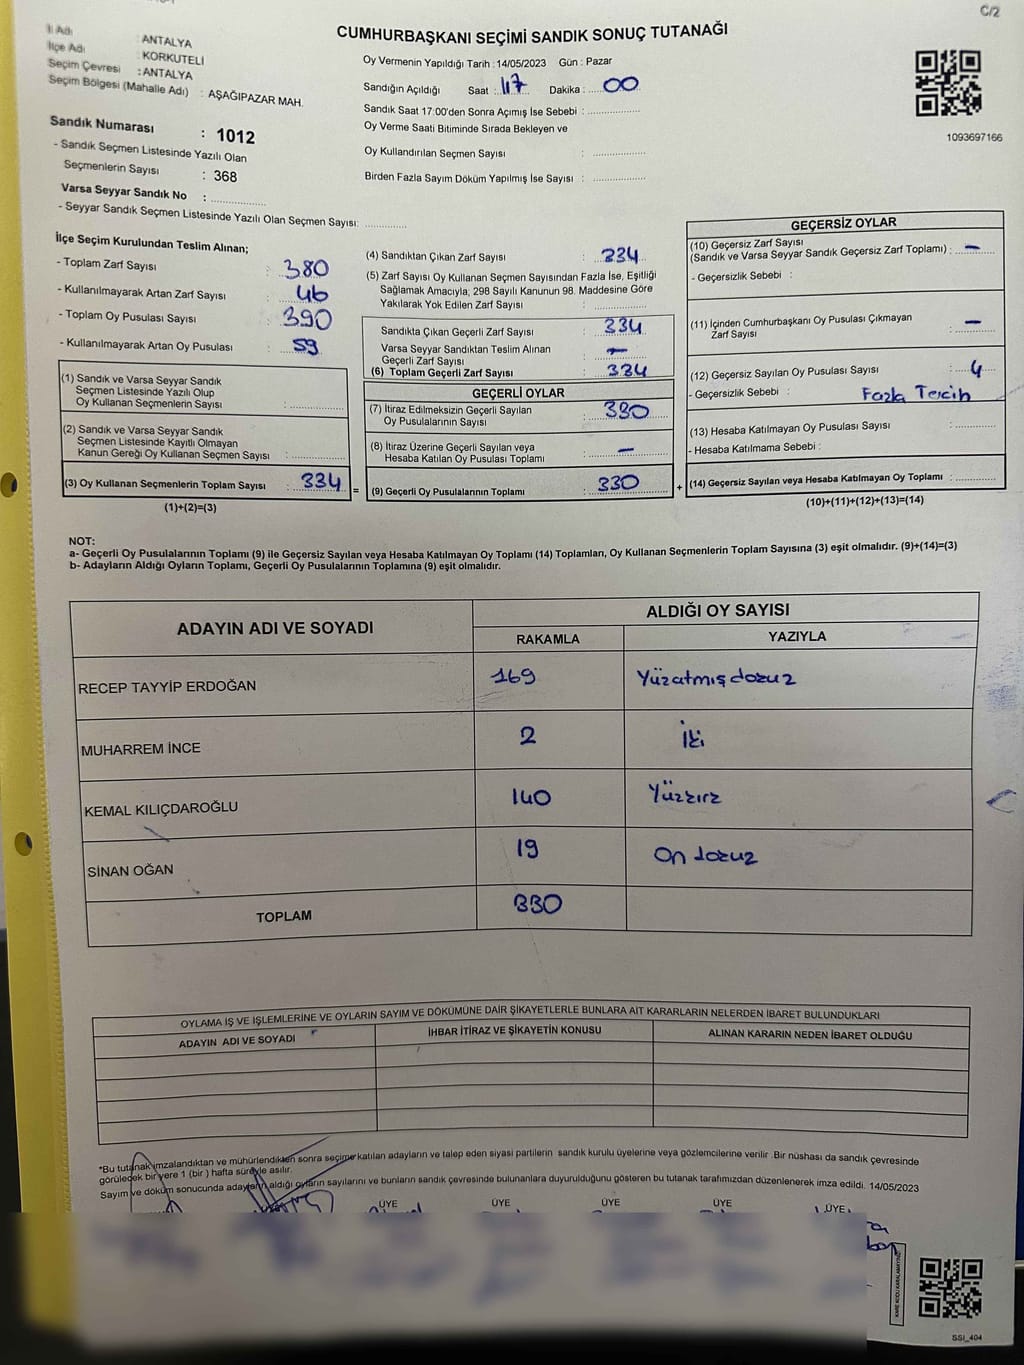 C/2
İl Adı : ANTALYA
İlçe Adı : KORKUTELİ
Seçim Çevresi : ANTALYA
Seçim Bölgesi (Mahalle Adı) : AŞAĞIPAZAR MAH.
Sandık Numarası : 1012
- Sandık Seçmen Listesinde Yazılı Olan
Seçmenlerin Sayısı : 368
Varsa Seyyar Sandık No : ..............
- Seyyar Sandık Seçmen Listesinde Yazılı Olan Seçmen Sayısı: ..............
CUMHURBAŞKANI SEÇİMİ SANDIK SONUÇ TUTANAĞI
Oy Vermenin Yapıldığı Tarih : 14/05/2023 Gün : Pazar
Sandığın Açıldığı Saat : 17 Dakika : 00
Sandık Saat 17:00'den Sonra Açımış İse Sebebi : ..............
Oy Verme Saati Bitiminde Sırada Bekleyen ve
Oy Kullandırılan Seçmen Sayısı : ..............
Birden Fazla Sayım Döküm Yapılmış İse Sayısı : ..............
1093697166
İlçe Seçim Kurulundan Teslim Alınan;
- Toplam Zarf Sayısı : 380
- Kullanılmayarak Artan Zarf Sayısı : 46
- Toplam Oy Pusulası Sayısı : 390
- Kullanılmayarak Artan Oy Pusulası : 59
(1) Sandık ve Varsa Seyyar Sandık
Seçmen Listesinde Yazılı Olup
Oy Kullanan Seçmenlerin Sayısı : ..............
(2) Sandık ve Varsa Seyyar Sandık
Seçmen Listesinde Kayıtlı Olmayan
Kanun Gereği Oy Kullanan Seçmen Sayısı : ..............
(3) Oy Kullanan Seçmenlerin Toplam Sayısı : 334 =
(1)+(2)=(3)
(4) Sandıktan Çıkan Zarf Sayısı : 334
(5) Zarf Sayısı Oy Kullanan Seçmen Sayısından Fazla İse, Eşitliği
Sağlamak Amacıyla, 298 Sayılı Kanunun 98. Maddesine Göre
Yakılarak Yok Edilen Zarf Sayısı : ..............
Sandıkta Çıkan Geçerli Zarf Sayısı : 334
Varsa Seyyar Sandıktan Teslim Alınan
Geçerli Zarf Sayısı : —
(6) Toplam Geçerli Zarf Sayısı : 334
GEÇERLİ OYLAR
(7) İtiraz Edilmeksizin Geçerli Sayılan
Oy Pusulalarının Sayısı : 330
(8) İtiraz Üzerine Geçerli Sayılan veya
Hesaba Katılan Oy Pusulası Toplamı : —
(9) Geçerli Oy Pusulalarının Toplamı : 330 +
GEÇERSİZ OYLAR
(10) Geçersiz Zarf Sayısı
(Sandık ve Varsa Seyyar Sandık Geçersiz Zarf Toplamı) : —
- Geçersizlik Sebebi :
(11) İçinden Cumhurbaşkanı Oy Pusulası Çıkmayan
Zarf Sayısı : —
(12) Geçersiz Sayılan Oy Pusulası Sayısı : 4
- Geçersizlik Sebebi : Fazla Tercih
(13) Hesaba Katılmayan Oy Pusulası Sayısı : ..............
- Hesaba Katılmama Sebebi :
(14) Geçersiz Sayılan veya Hesaba Katılmayan Oy Toplamı : ..............
(10)+(11)+(12)+(13)=(14)
NOT:
a- Geçerli Oy Pusulalarının Toplamı (9) ile Geçersiz Sayılan veya Hesaba Katılmayan Oy Toplamı (14) Toplamları, Oy Kullanan Seçmenlerin Toplam Sayısına (3) eşit olmalıdır. (9)+(14)=(3)
b- Adayların Aldığı Oyların Toplamı, Geçerli Oy Pusulalarının Toplamına (9) eşit olmalıdır.
ADAYIN ADI VE SOYADI ALDIĞI OY SAYISI
RAKAMLA YAZIYLA
RECEP TAYYİP ERDOĞAN 169 Yüzatmışdozuz
MUHARREM İNCE 2 İki
KEMAL KILIÇDAROĞLU 140 Yüzkırk
SİNAN OĞAN 19 On dozuz
TOPLAM 330
OYLAMA İŞ VE İŞLEMLERİNE VE OYLARIN SAYIM VE DÖKÜMÜNE DAİR ŞİKAYETLERLE BUNLARA AİT KARARLARIN NELERDEN İBARET BULUNDUKLARI
ADAYIN ADI VE SOYADI İHBAR İTİRAZ VE ŞİKAYETİN KONUSU ALINAN KARARIN NEDEN İBARET OLDUĞU
*Bu tutanak imzalandıktan ve mühürlendikten sonra seçime katılan adayların ve talep eden siyasi partilerin sandık kurulu üyelerine veya gözlemcilerine verilir .Bir nüshası da sandık çevresinde
görülecek bir yere 1 (bir ) hafta süreyle asılır.
Sayım ve döküm sonucunda adayların aldığı oyların sayılarını ve bunların sandık çevresinde bulunanlara duyurulduğunu gösteren bu tutanak tarafımızdan düzenlenerek imza edildi. 14/05/2023
ÜYE ÜYE ÜYE ÜYE ÜYE
SSI_404